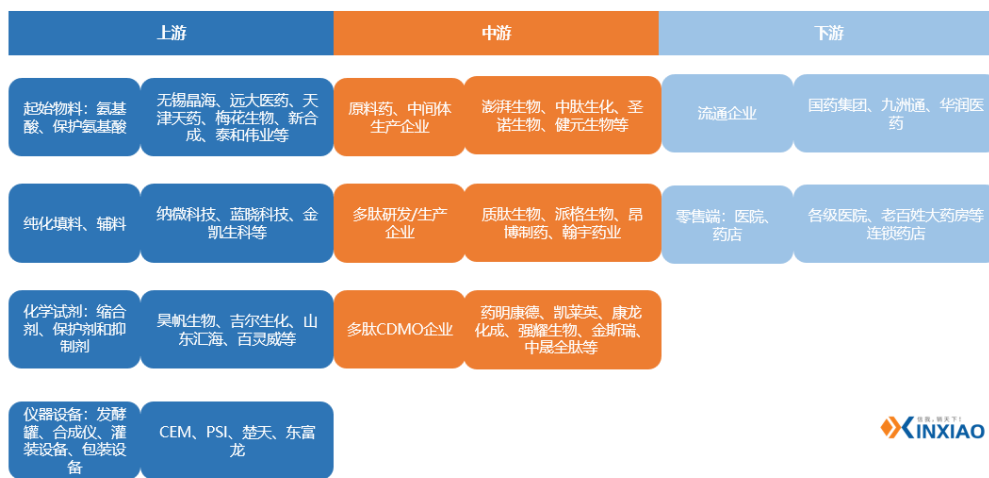 上游
中游
下游
起始物料：氨基
酸、保护氨基酸
无锡晶海、远大医药、天
津天药、梅花生物、新合
成、泰和伟业等
原料药、中间体
生产企业
澎湃生物、中肽生化、圣
诺生物、健元生物等
流通企业
国药集团、九洲通、华润医
药
纯化填料、辅料
纳微科技、蓝晓科技、金
凯生科等
多肽研发/生产
企业
质肽生物、派格生物、昂
博制药、翰宇药业
零售端：医院、
药店
各级医院、老百姓大药房等
连锁药店
化学试剂：缩合
剂、保护剂和抑
制剂
昊帆生物、吉尔生化、山
东汇海、百灵威等
多肽CDMO企业
药明康德、凯莱英、康龙
化成、强耀生物、金斯瑞、
中晟全肽等
仪器设备：发酵
罐、合成仪、灌
装设备、包装设
备
CEM、PSI、楚天、东富
龙
XINXIAO